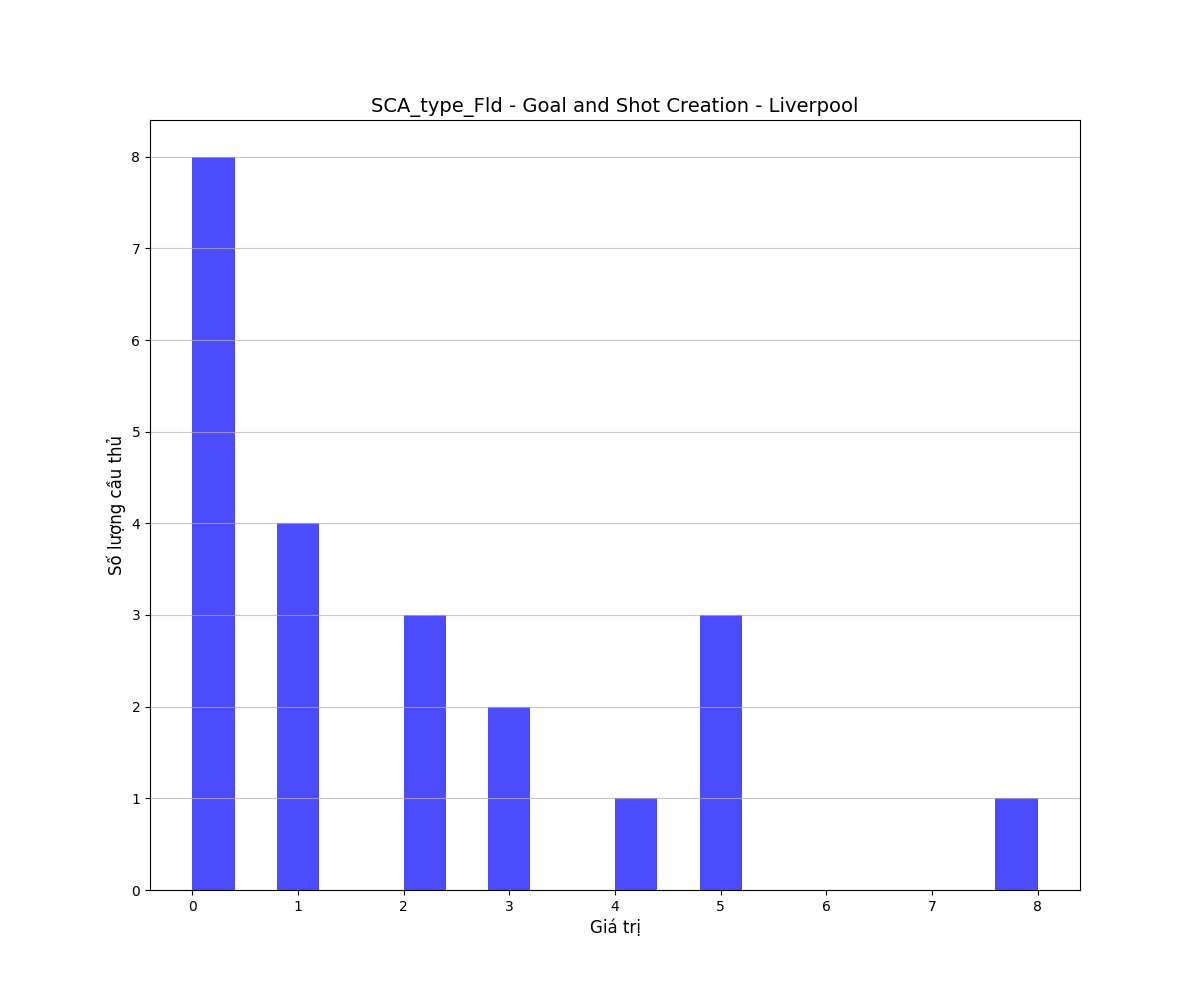 SCA_type_Fld - Goal and Shot Creation - Liverpool
8
7
6
5
4
3
2
1
0
Số lượng cầu thủ
0 1 2 3 4 5 6 7 8
Giá trị